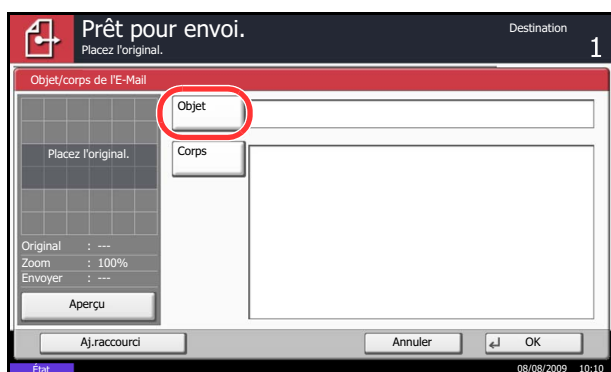 Prêt pour envoi.
Destination
Placez l'original.
1
Objet/corps de l'E-Mail
Objet
Placez l'original.
Corps
Original : ---
Zoom : 100%
Envoyer : ---
Aperçu
Aj.raccourci
Annuler
OK
État
08/08/2009 10:10